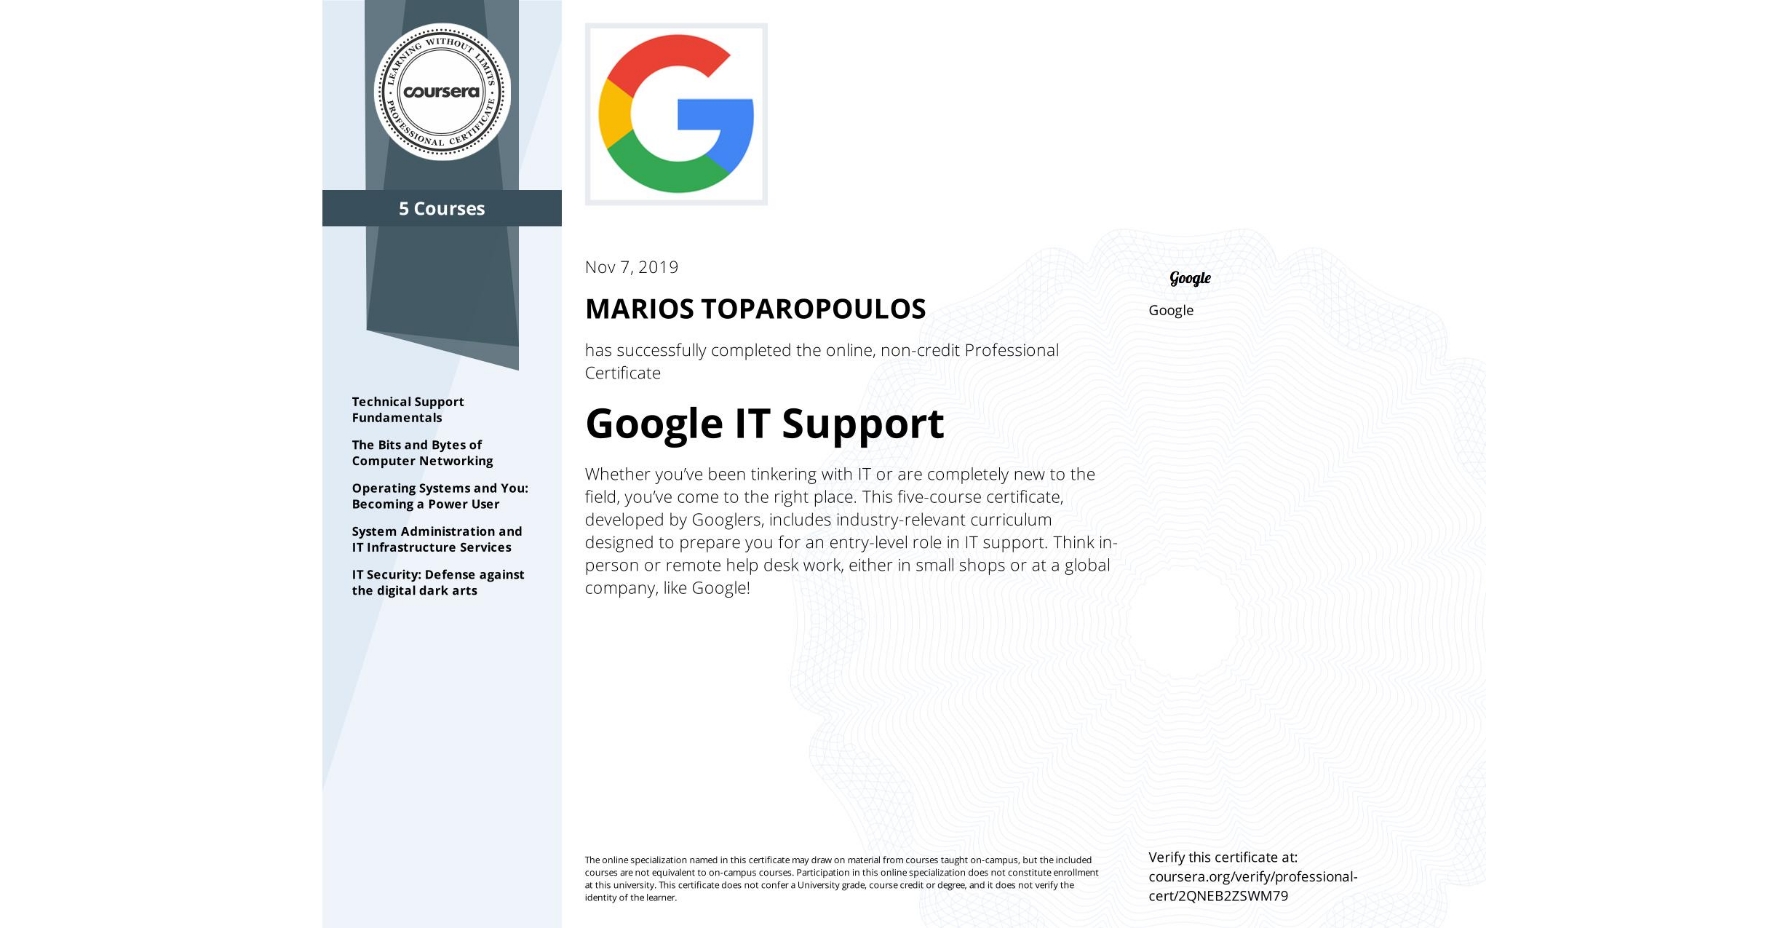 LEARNING WITHOUT LIMITS
coursera
PROFESSIONAL CERTIFICATE
5 Courses
Technical Support
Fundamentals
The Bits and Bytes of
Computer Networking
Operating Systems and You:
Becoming a Power User
System Administration and
IT Infrastructure Services
IT Security: Defense against
the digital dark arts
G
Nov 7, 2019
MARIOS TOPAROPOULOS
has successfully completed the online, non-credit Professional
Certificate
Google IT Support
Whether you’ve been tinkering with IT or are completely new to the
field, you’ve come to the right place. This five-course certificate,
developed by Googlers, includes industry-relevant curriculum
designed to prepare you for an entry-level role in IT support. Think in-
person or remote help desk work, either in small shops or at a global
company, like Google!
Google
Google
The online specialization named in this certificate may draw on material from courses taught on-campus, but the included
courses are not equivalent to on-campus courses. Participation in this online specialization does not constitute enrollment
at this university. This certificate does not confer a University grade, course credit or degree, and it does not verify the
identity of the learner.
Verify this certificate at:
coursera.org/verify/professional-
cert/2QNEB2ZSWM79